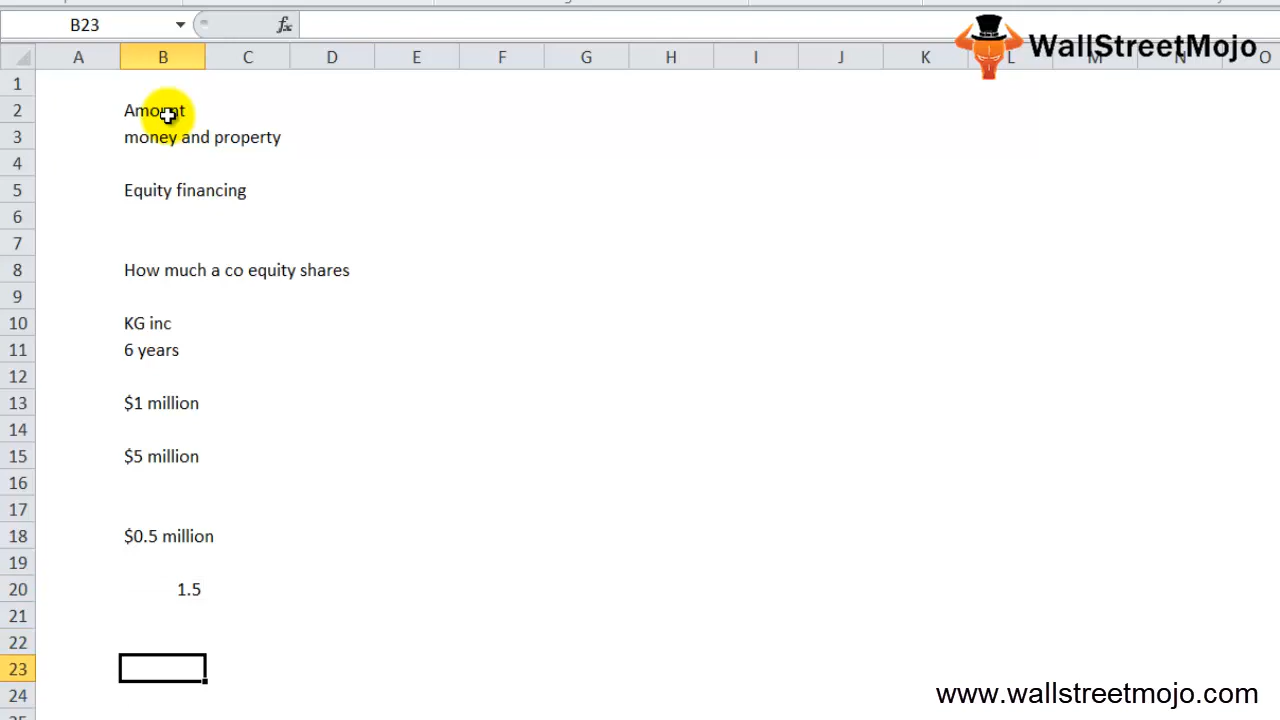 B23
fx
WallStreetMojo
A B C D E F G H I J K L M N O
1
2 Amount
3 money and property
4
5 Equity financing
6
7
8 How much a co equity shares
9
10 KG inc
11 6 years
12
13 $1 million
14
15 $5 million
16
17
18 $0.5 million
19
20 1.5
21
22
23
24
www.wallstreetmojo.com